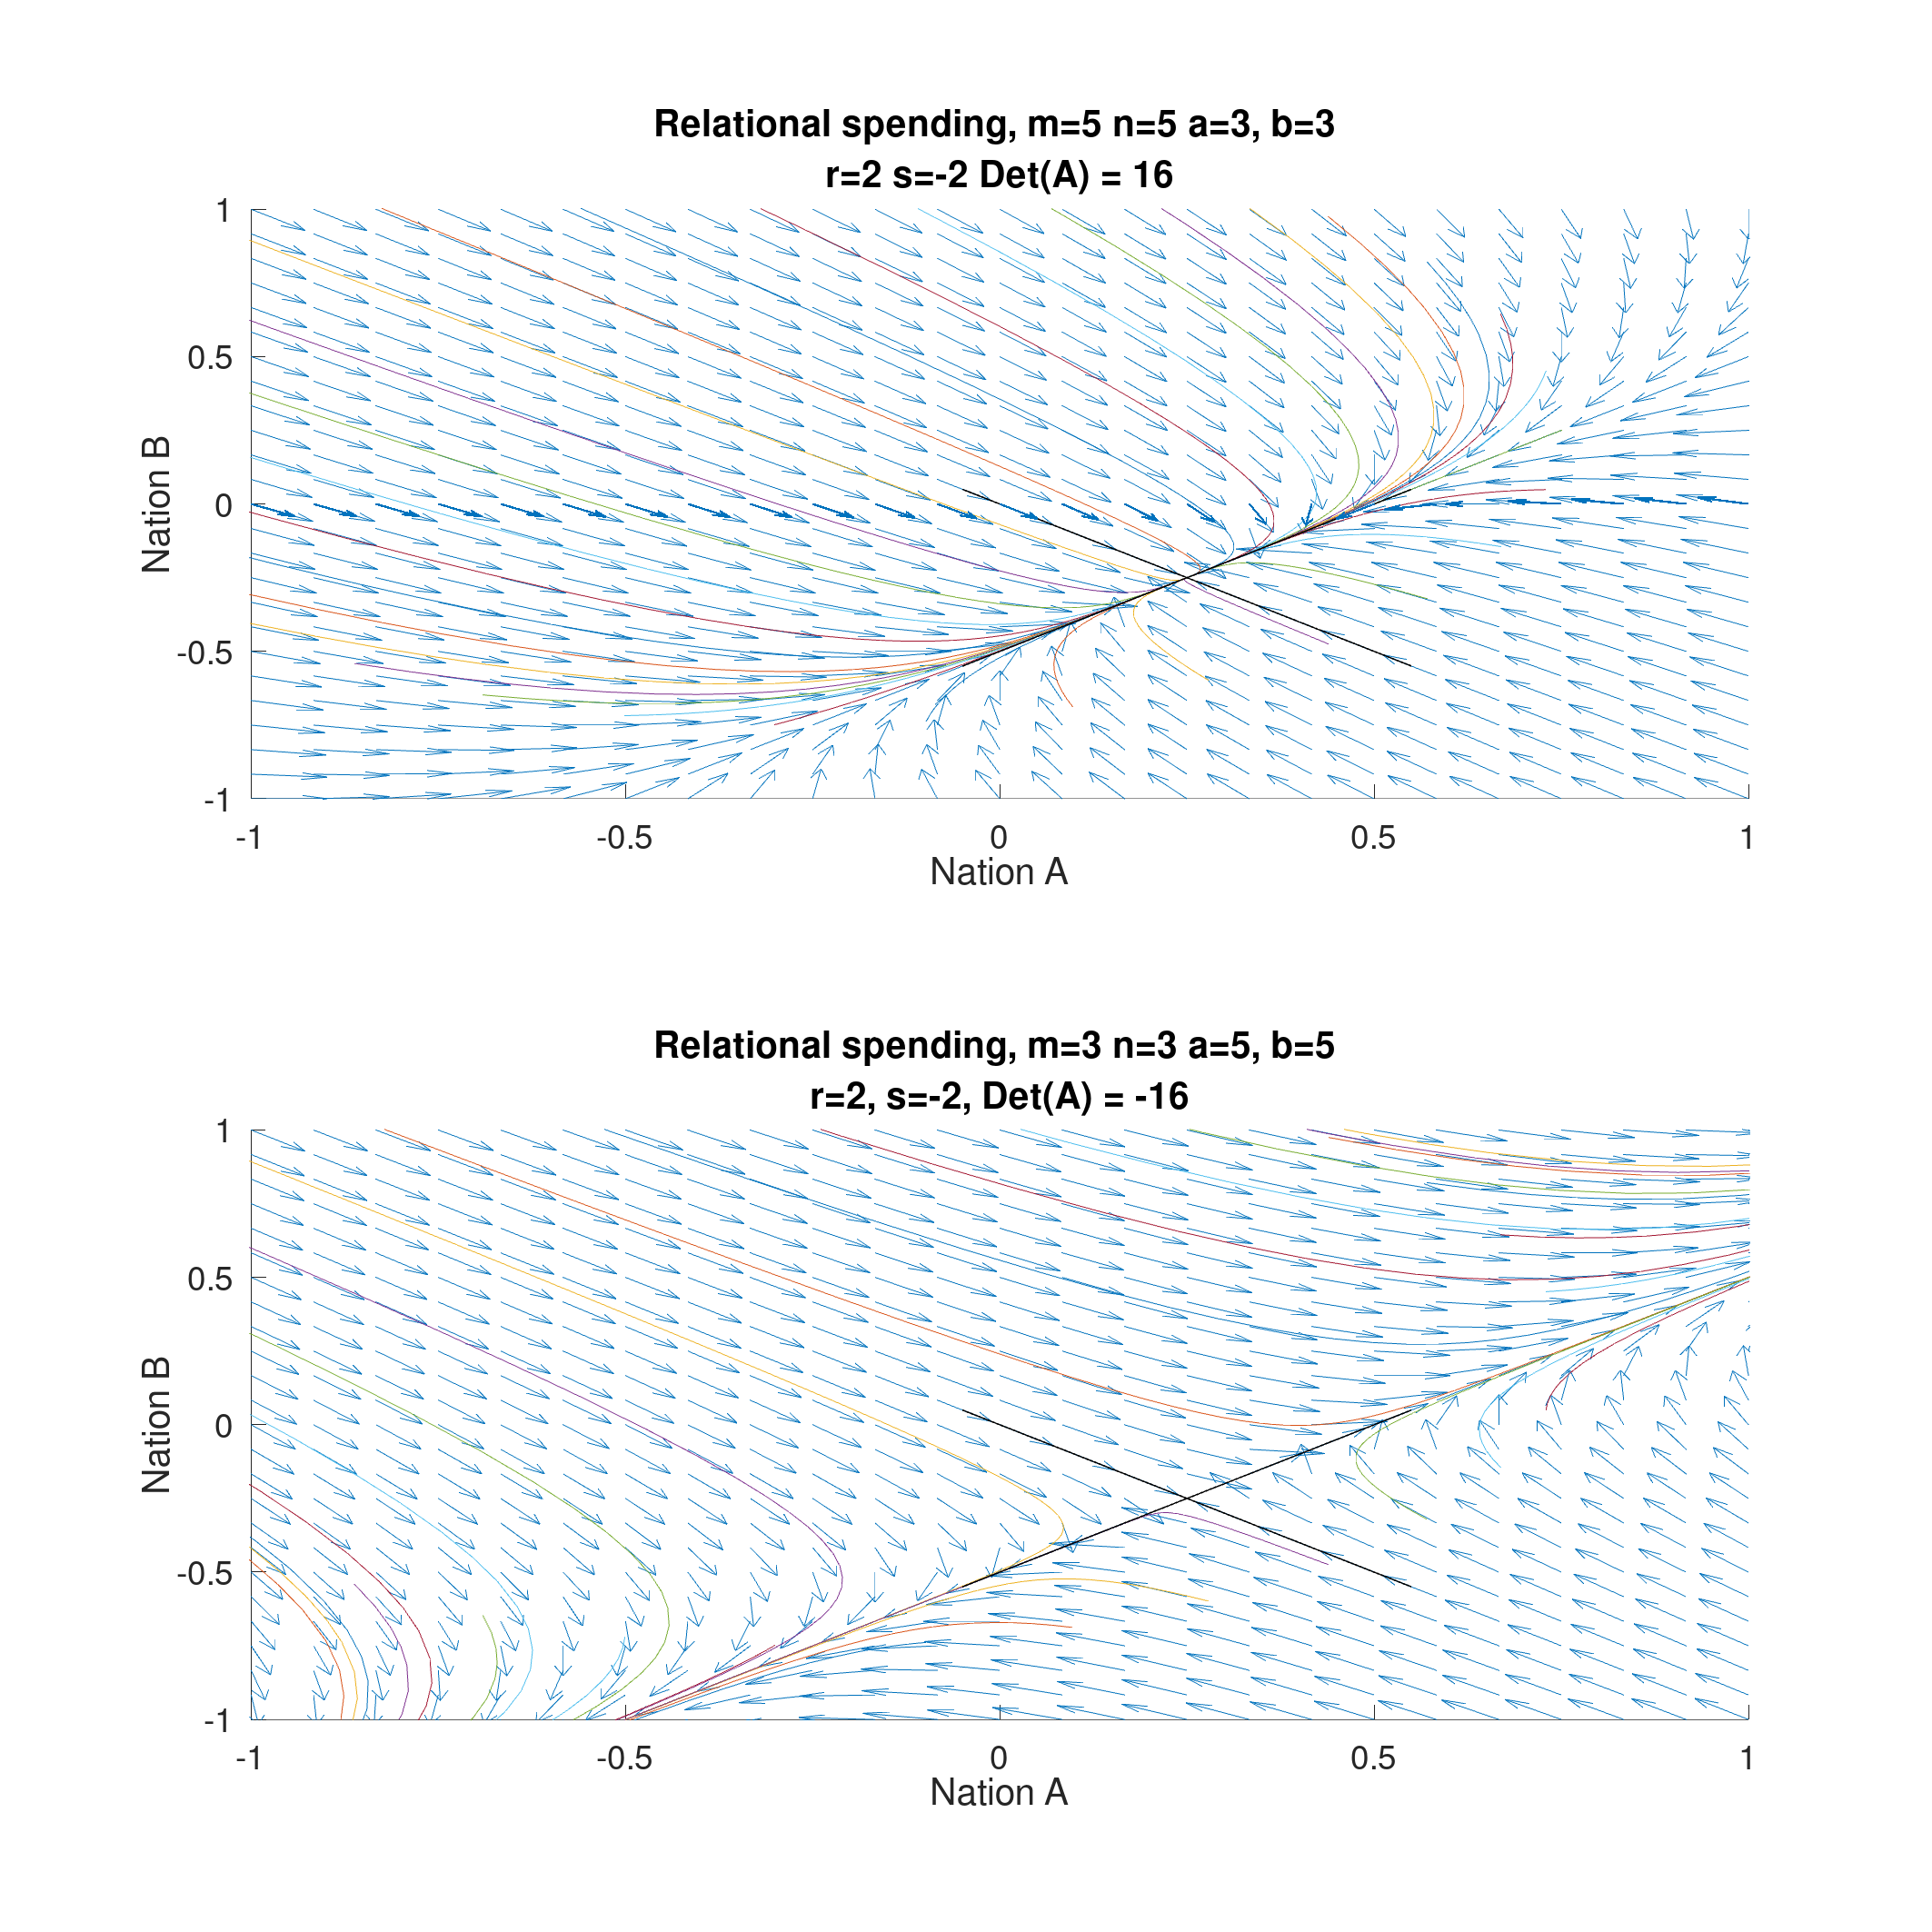 Relational spending, m=5 n=5 a=3, b=3
r=2 s=-2 Det(A) = 16
1
0.5
0
-0.5
-1
Nation B
-1 -0.5 0 0.5 1
Nation A
Relational spending, m=3 n=3 a=5, b=5
r=2, s=-2, Det(A) = -16
1
0.5
0
-0.5
-1
Nation B
-1 -0.5 0 0.5 1
Nation A